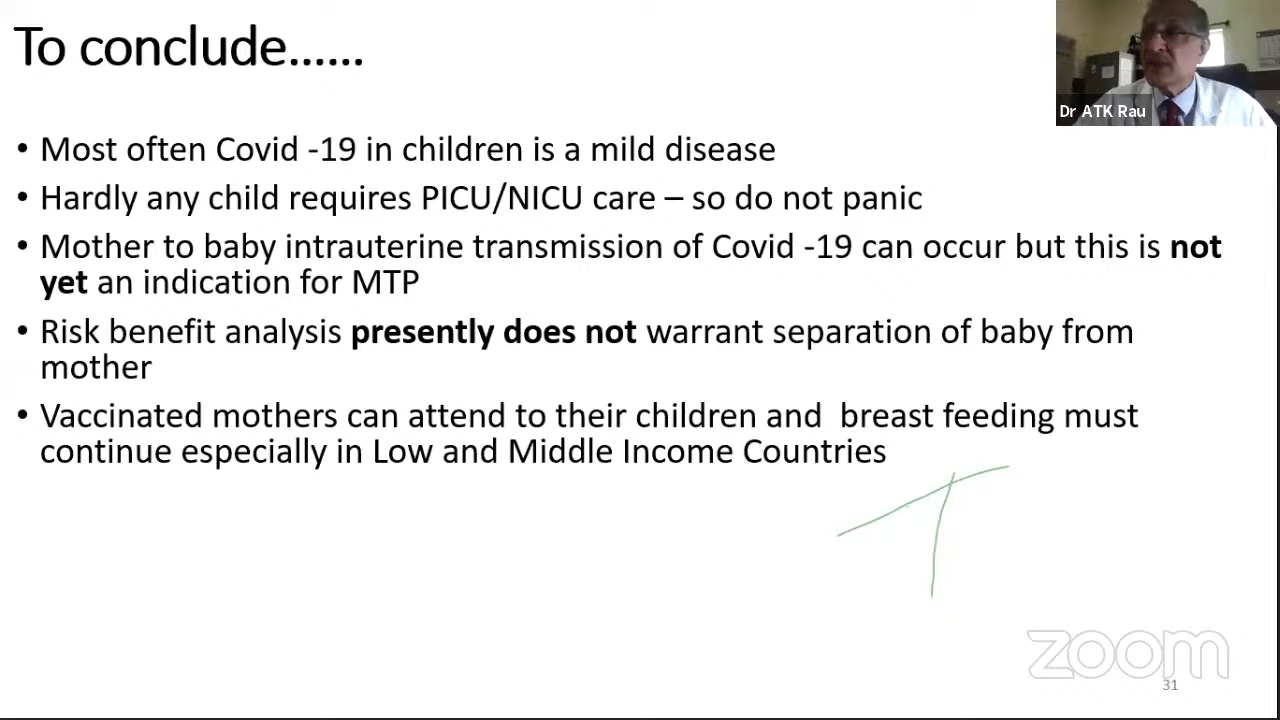 To conclude......
Dr ATK Rau
• Most often Covid -19 in children is a mild disease
• Hardly any child requires PICU/NICU care – so do not panic
• Mother to baby intrauterine transmission of Covid -19 can occur but this is not
yet an indication for MTP
• Risk benefit analysis presently does not warrant separation of baby from
mother
• Vaccinated mothers can attend to their children and  breast feeding must
continue especially in Low and Middle Income Countries
T
zoom
31